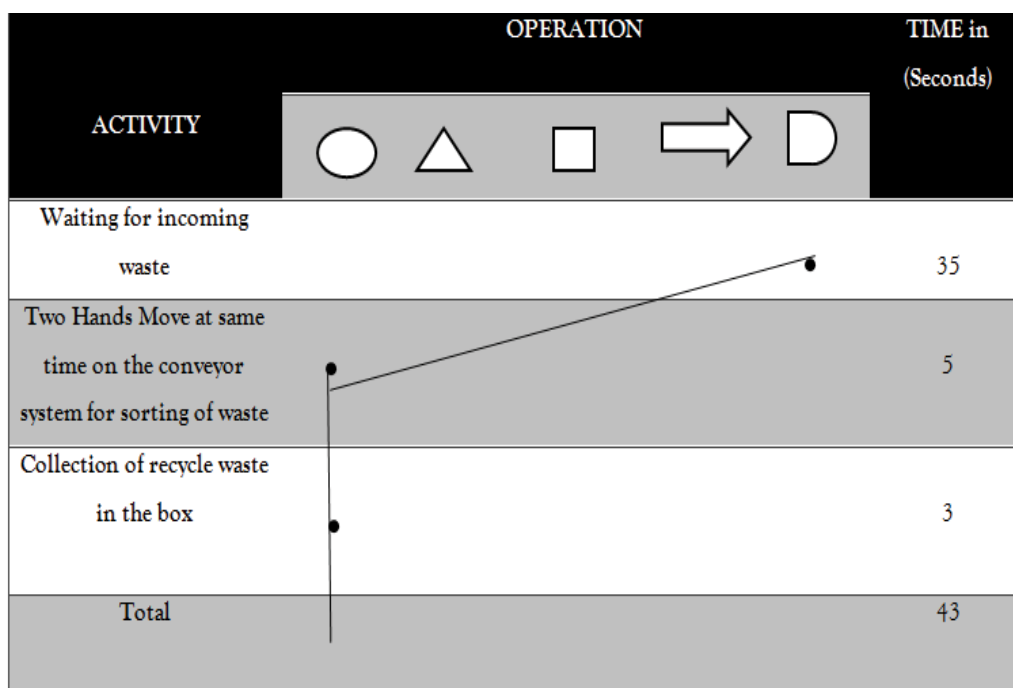 OPERATION
TIME in
(Seconds)
ACTIVITY
Waiting for incoming
waste
35
Two Hands Move at same
time on the conveyor
system for sorting of waste
5
Collection of recycle waste
in the box
3
Total
43